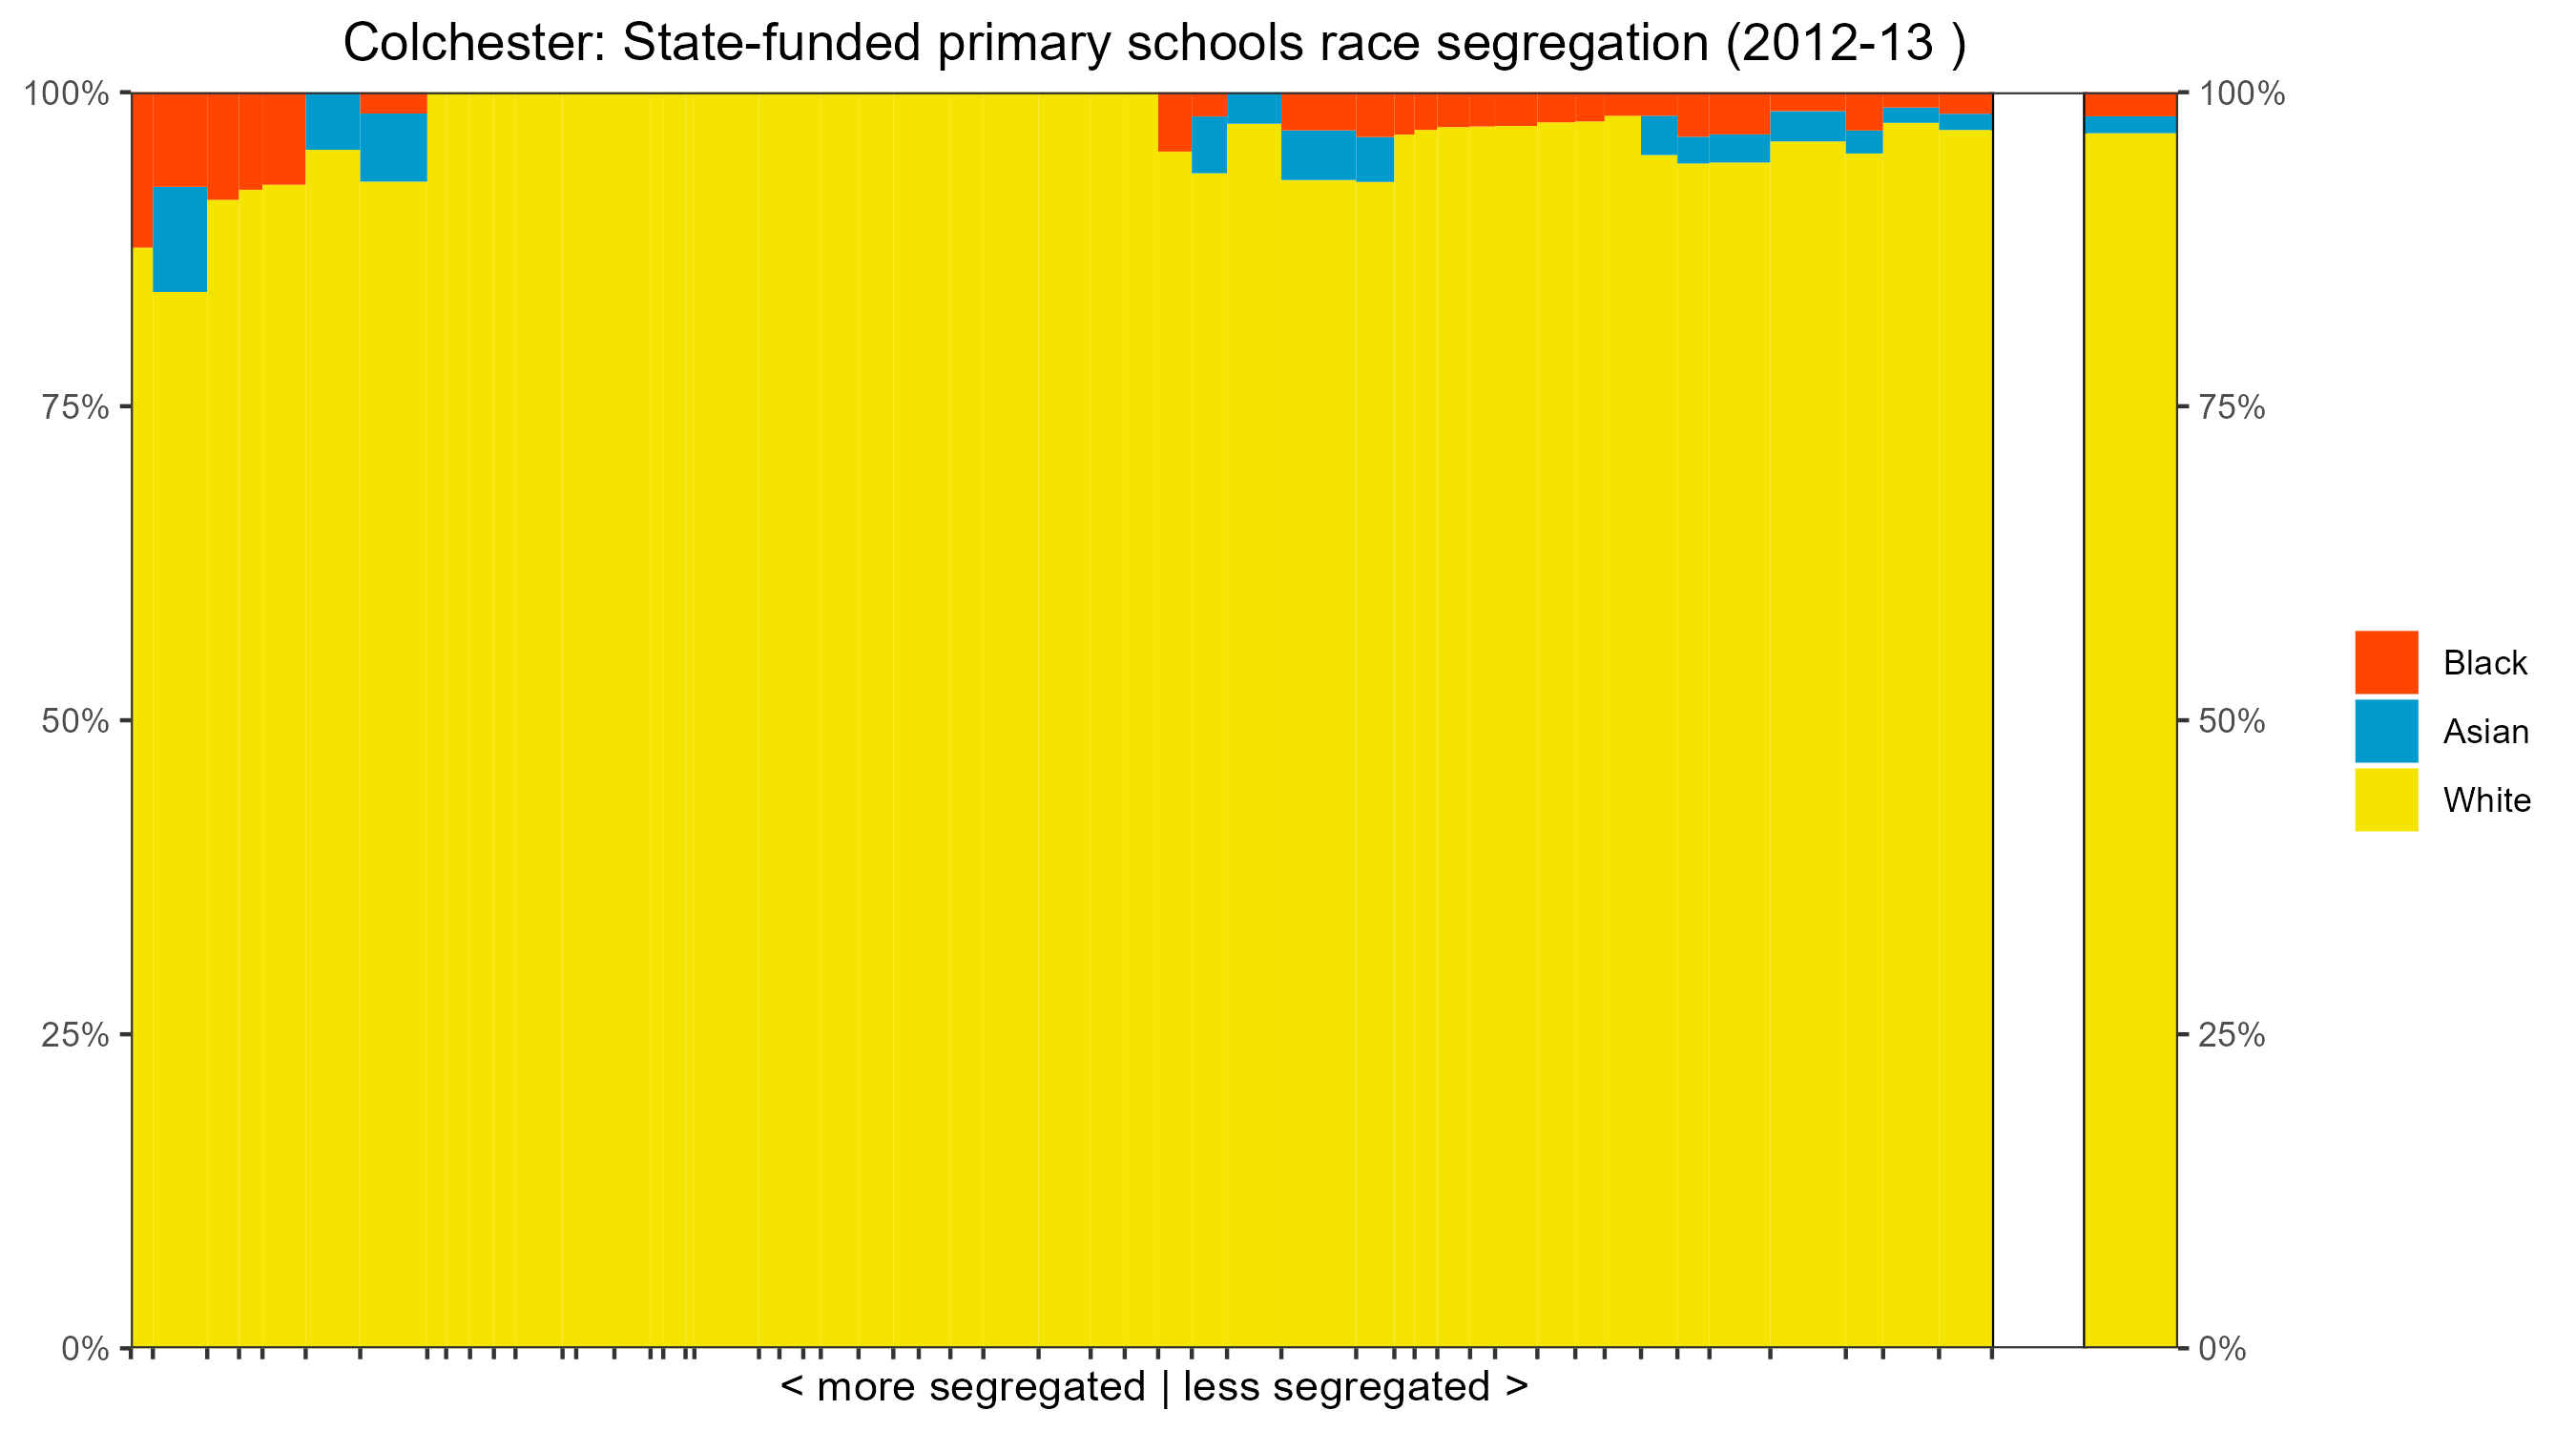 Colchester: State-funded primary schools race segregation (2012-13 )
100%
75%
50%
25%
0%
100%
75%
50%
25%
0%
< more segregated | less segregated >
Black
Asian
White